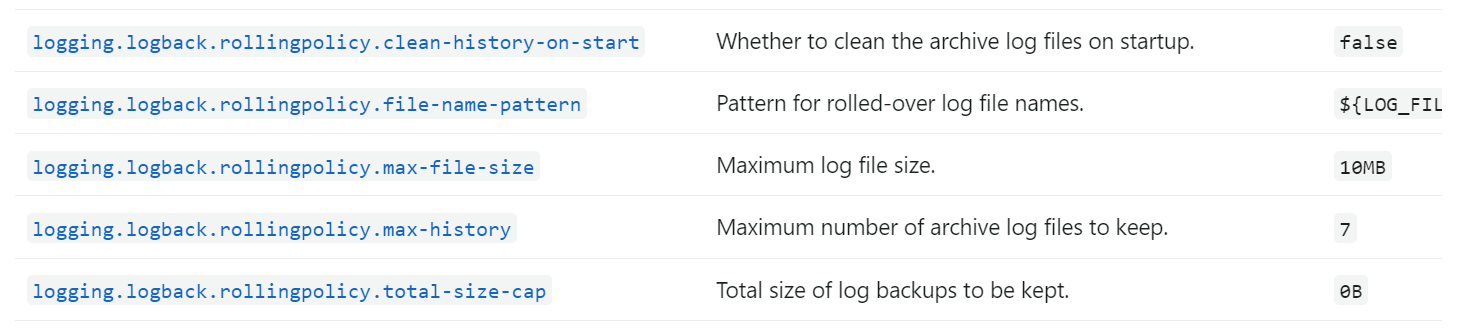 logging.logback.rollingpolicy.clean-history-on-start Whether to clean the archive log files on startup. false
logging.logback.rollingpolicy.file-name-pattern Pattern for rolled-over log file names. ${LOG_FIL
logging.logback.rollingpolicy.max-file-size Maximum log file size. 10MB
logging.logback.rollingpolicy.max-history Maximum number of archive log files to keep. 7
logging.logback.rollingpolicy.total-size-cap Total size of log backups to be kept. 0B